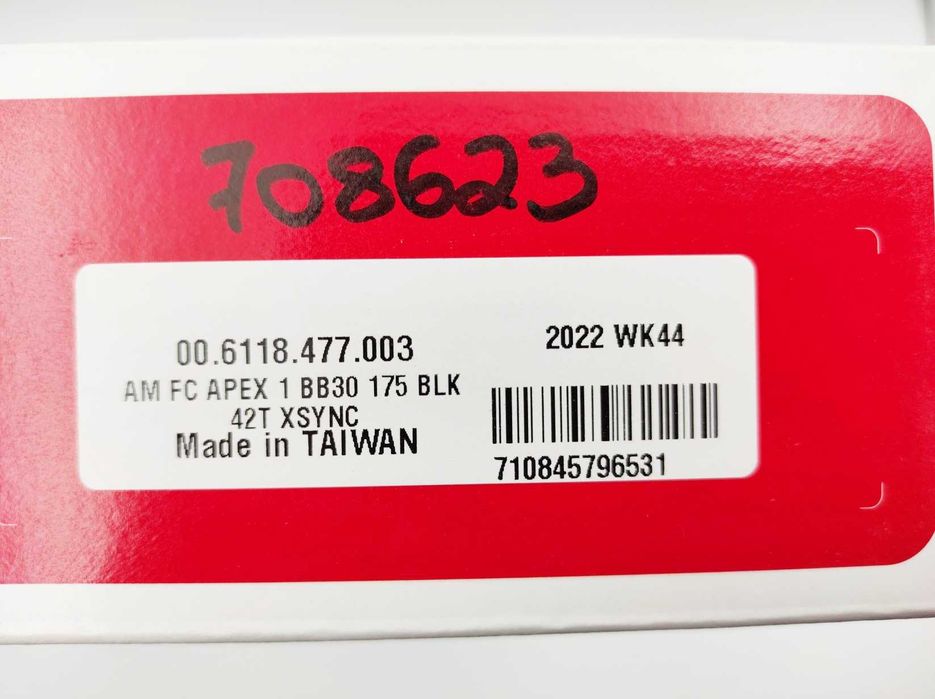 708623
00.6118.477.003
AM FC APEX 1 BB30 175 BLK
42T XSYNC
Made in TAIWAN
2022 WK44
710845796531